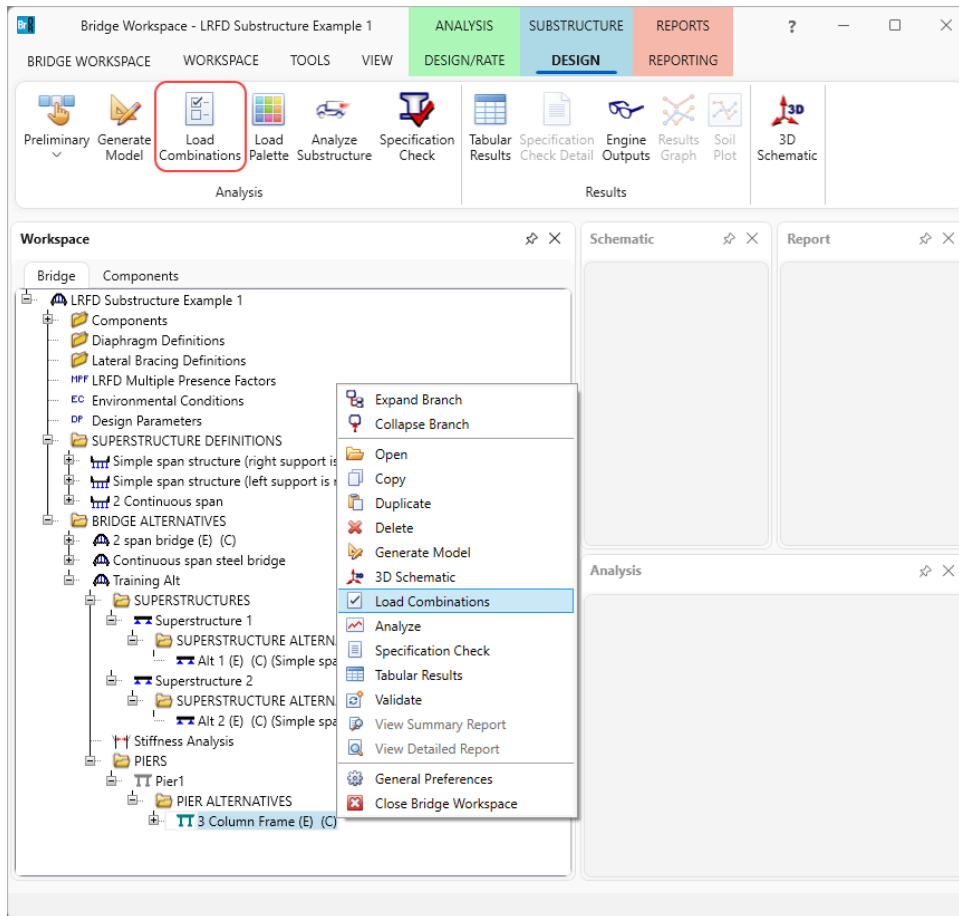 Br Bridge Workspace - LRFD Substructure Example 1 ANALYSIS SUBSTRUCTURE REPORTS ? — □ ×
BRIDGE WORKSPACE WORKSPACE TOOLS VIEW DESIGN/RATE DESIGN REPORTING
Preliminary
Generate
Model
Load
Combinations
Load
Palette
Analyze
Substructure
Specification
Check
Tabular
Results
Specification
Check Detail
Engine
Outputs
Results
Graph
Soil
Plot
3D
3D
Schematic
Analysis
Results
Workspace
Bridge Components
LRFD Substructure Example 1
Components
Diaphragm Definitions
Lateral Bracing Definitions
MPF LRFD Multiple Presence Factors
EC Environmental Conditions
DP Design Parameters
SUPERSTRUCTURE DEFINITIONS
Simple span structure (right support is
Simple span structure (left support is
2 Continuous span
BRIDGE ALTERNATIVES
2 span bridge (E) (C)
Continuous span steel bridge
Training Alt
SUPERSTRUCTURES
Superstructure 1
SUPERSTRUCTURE ALTERN
Alt 1 (E) (C) (Simple spa
Superstructure 2
SUPERSTRUCTURE ALTERN
Alt 2 (E) (C) (Simple spa
Stiffness Analysis
PIERS
Pier1
PIER ALTERNATIVES
3 Column Frame (E) (C)
Expand Branch
Collapse Branch
Open
Copy
Duplicate
Delete
Generate Model
3D Schematic
Load Combinations
Analyze
Specification Check
Tabular Results
Validate
View Summary Report
View Detailed Report
General Preferences
Close Bridge Workspace
Schematic
Report
Analysis